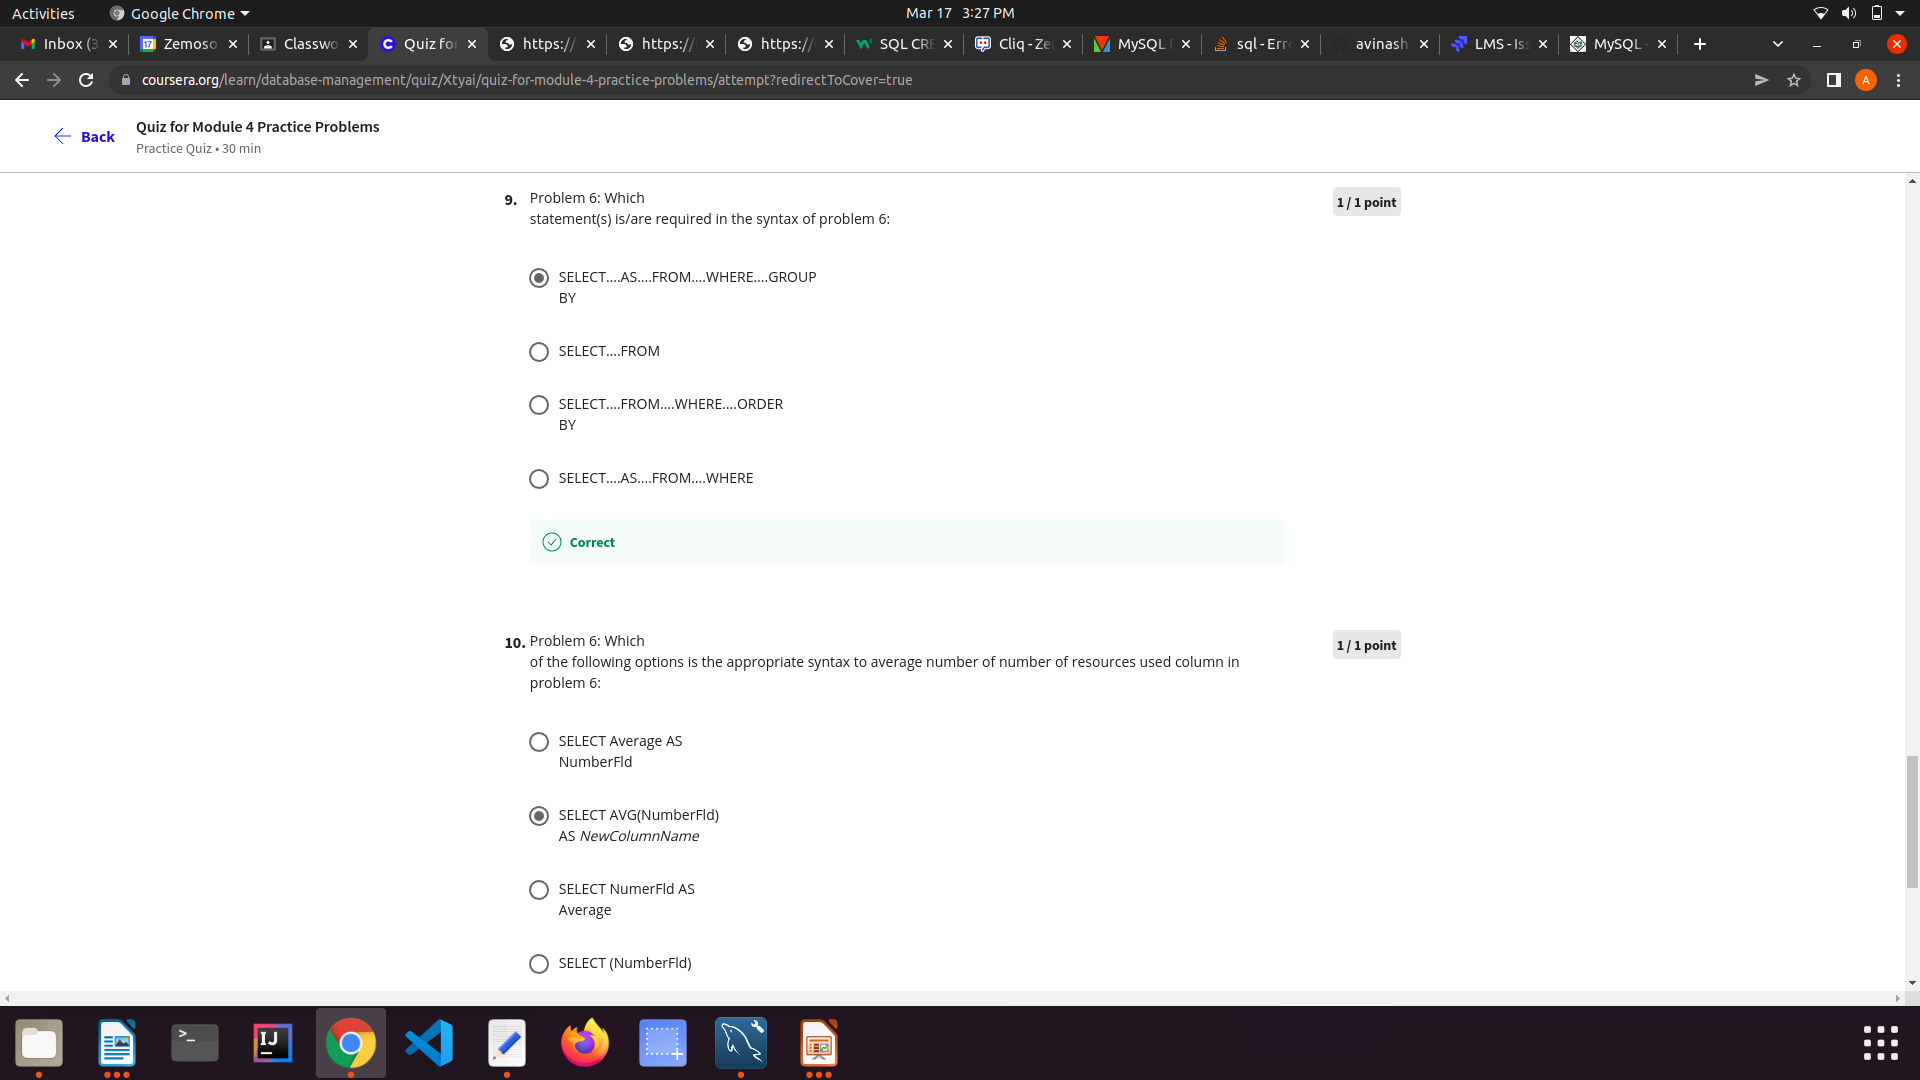 Activities
Google Chrome
Mar 17 3:27 PM
Inbox (3
Zemoso
Classwo
Quiz for
https://
https://
https://
SQL CRE
Cliq - Ze
MySQL
sql - Erro
avinash
LMS - Iss
MySQL -
coursera.org/learn/database-management/quiz/Xtyai/quiz-for-module-4-practice-problems/attempt?redirectToCover=true
A
Back
Quiz for Module 4 Practice Problems
Practice Quiz • 30 min
9. Problem 6: Which
statement(s) is/are required in the syntax of problem 6:
1 / 1 point
SELECT....AS....FROM....WHERE....GROUP
BY
SELECT....FROM
SELECT....FROM....WHERE....ORDER
BY
SELECT....AS....FROM....WHERE
Correct
10. Problem 6: Which
of the following options is the appropriate syntax to average number of number of resources used column in
problem 6:
1 / 1 point
SELECT Average AS
NumberFld
SELECT AVG(NumberFld)
AS NewColumnName
SELECT NumerFld AS
Average
SELECT (NumberFld)
>_
IJ